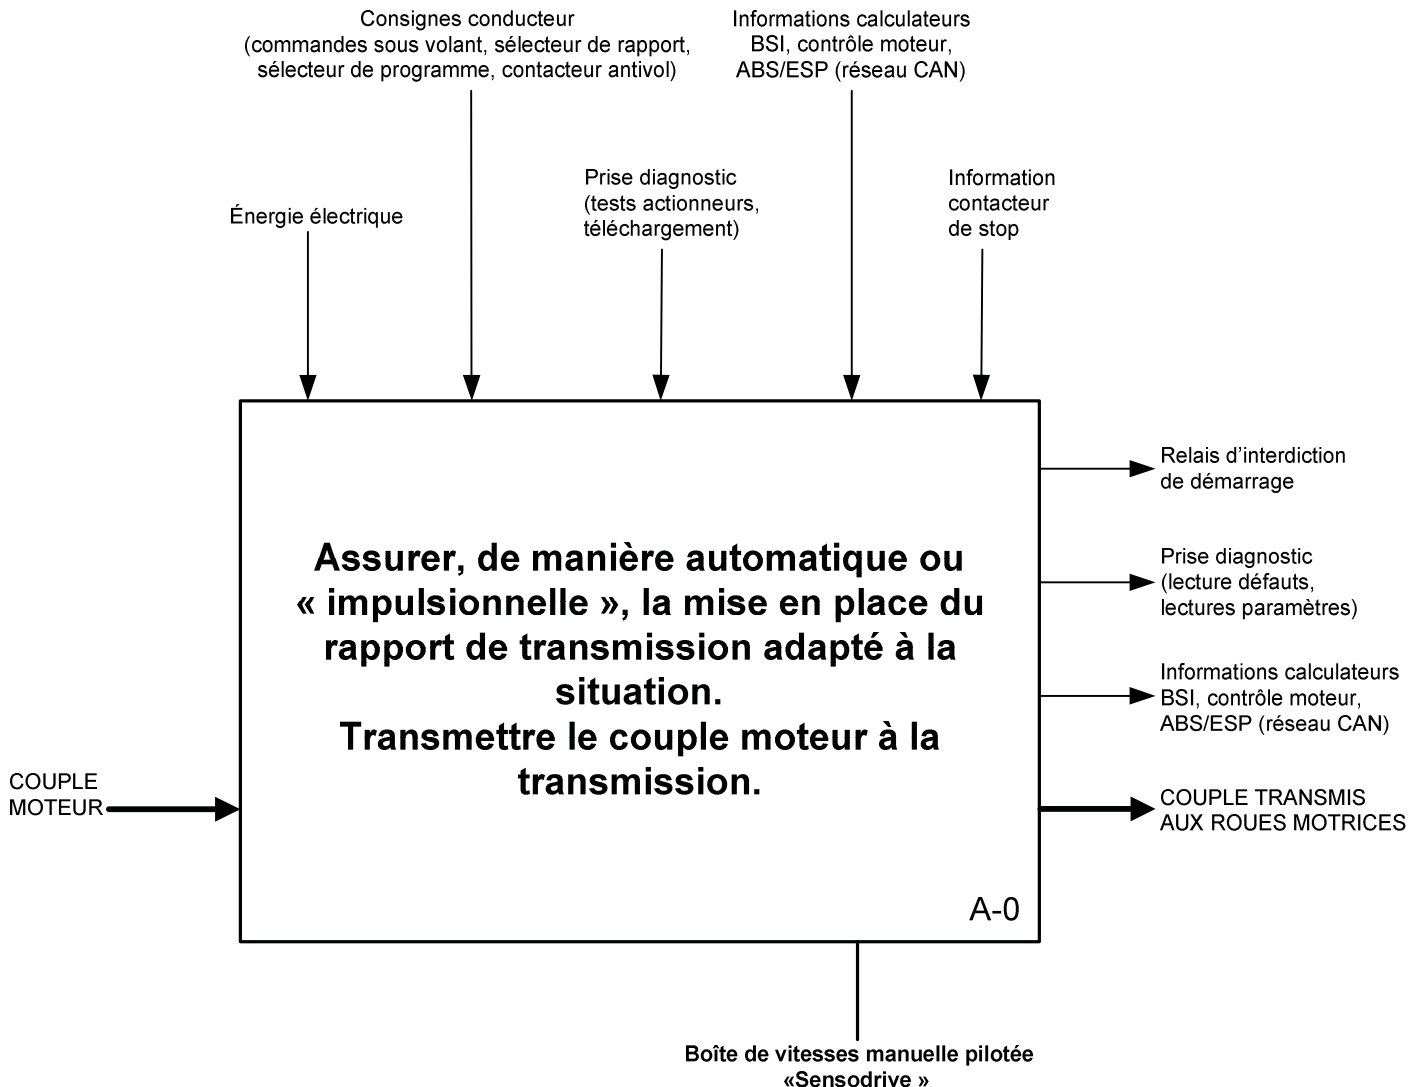 Consignes conducteur
(commandes sous volant, sélecteur de rapport,
sélecteur de programme, contacteur antivol)
Informations calculateurs
BSI, contrôle moteur,
ABS/ESP (réseau CAN)
Énergie électrique
Prise diagnostic
(tests actionneurs,
téléchargement)
Information
contacteur
de stop
Assurer, de manière automatique ou
« impulsionnelle », la mise en place du
rapport de transmission adapté à la
situation.
Transmettre le couple moteur à la
transmission.
A-0
COUPLE
MOTEUR
Relais d’interdiction
de démarrage
Prise diagnostic
(lecture défauts,
lectures paramètres)
Informations calculateurs
BSI, contrôle moteur,
ABS/ESP (réseau CAN)
COUPLE TRANSMIS
AUX ROUES MOTRICES
Boîte de vitesses manuelle pilotée
«Sensodrive »